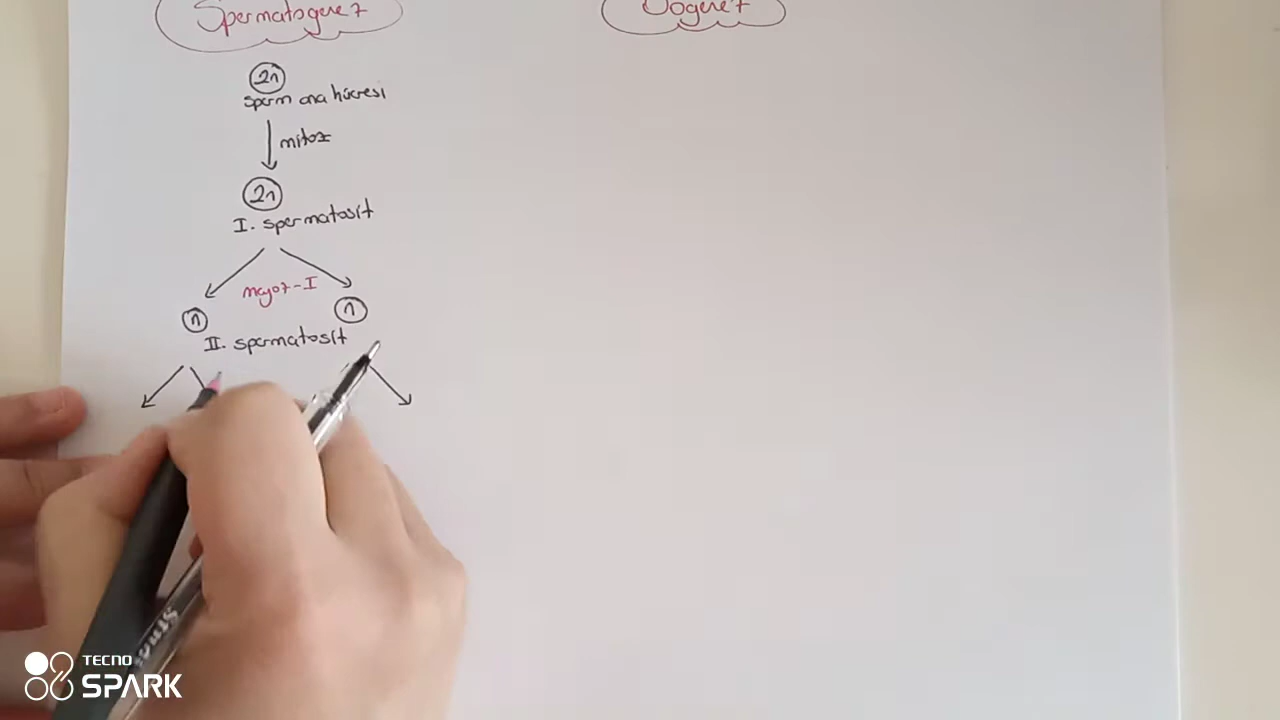 Spermatogenez
Oogenez
2n
sperm ana hücresi
mitoz
2n
I. spermatosit
mayoz-I
n
n
II. spermatosit
TECNO
SPARK